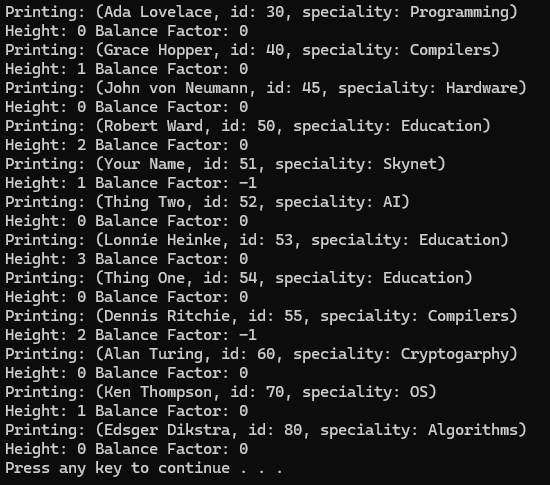 Printing: (Ada Lovelace, id: 30, speciality: Programming)
Height: 0 Balance Factor: 0
Printing: (Grace Hopper, id: 40, speciality: Compilers)
Height: 1 Balance Factor: 0
Printing: (John von Neumann, id: 45, speciality: Hardware)
Height: 0 Balance Factor: 0
Printing: (Robert Ward, id: 50, speciality: Education)
Height: 2 Balance Factor: 0
Printing: (Your Name, id: 51, speciality: Skynet)
Height: 1 Balance Factor: -1
Printing: (Thing Two, id: 52, speciality: AI)
Height: 0 Balance Factor: 0
Printing: (Lonnie Heinke, id: 53, speciality: Education)
Height: 3 Balance Factor: 0
Printing: (Thing One, id: 54, speciality: Education)
Height: 0 Balance Factor: 0
Printing: (Dennis Ritchie, id: 55, speciality: Compilers)
Height: 2 Balance Factor: -1
Printing: (Alan Turing, id: 60, speciality: Cryptogarphy)
Height: 0 Balance Factor: 0
Printing: (Ken Thompson, id: 70, speciality: OS)
Height: 1 Balance Factor: 0
Printing: (Edsger Dikstra, id: 80, speciality: Algorithms)
Height: 0 Balance Factor: 0
Press any key to continue . . .